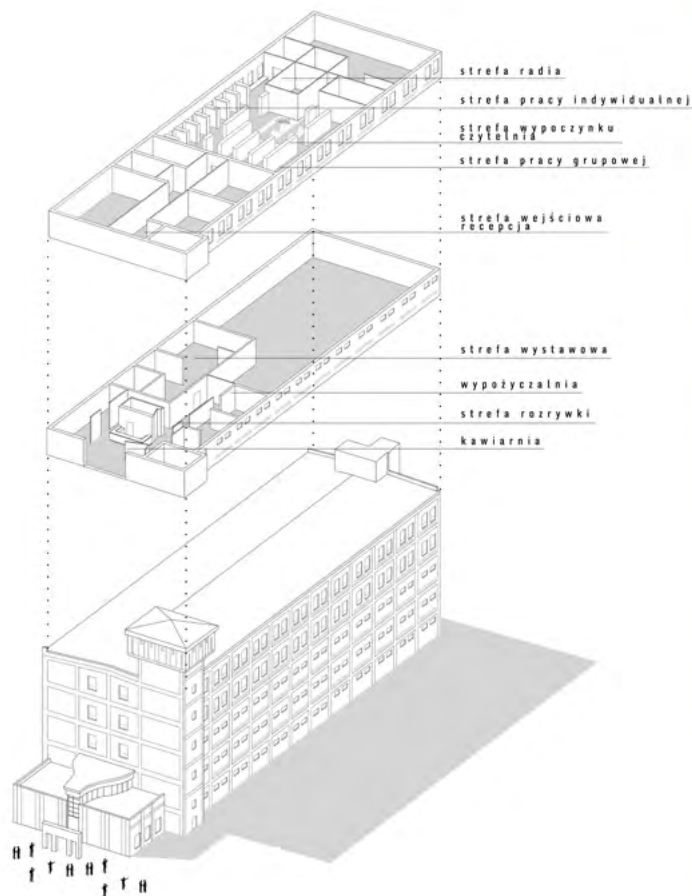 strefa radia
strefa pracy indywidualnej
strefa wypoczynku
czytelnia
strefa pracy grupowej
strefa wejściowa
recepcja
strefa wystawowa
wypożyczalnia
strefa rozrywki
kawiarnia